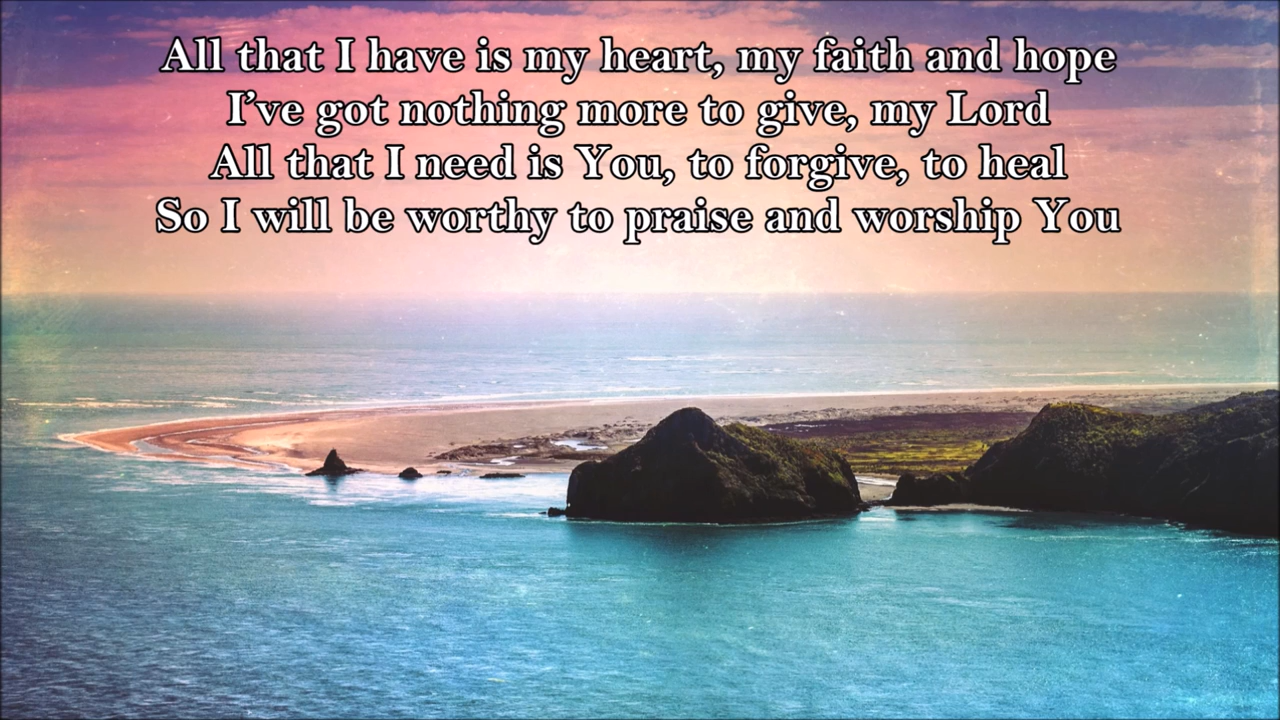 All that I have is my heart, my faith and hope
I've got nothing more to give, my Lord
All that I need is You, to forgive, to heal
So I will be worthy to praise and worship You